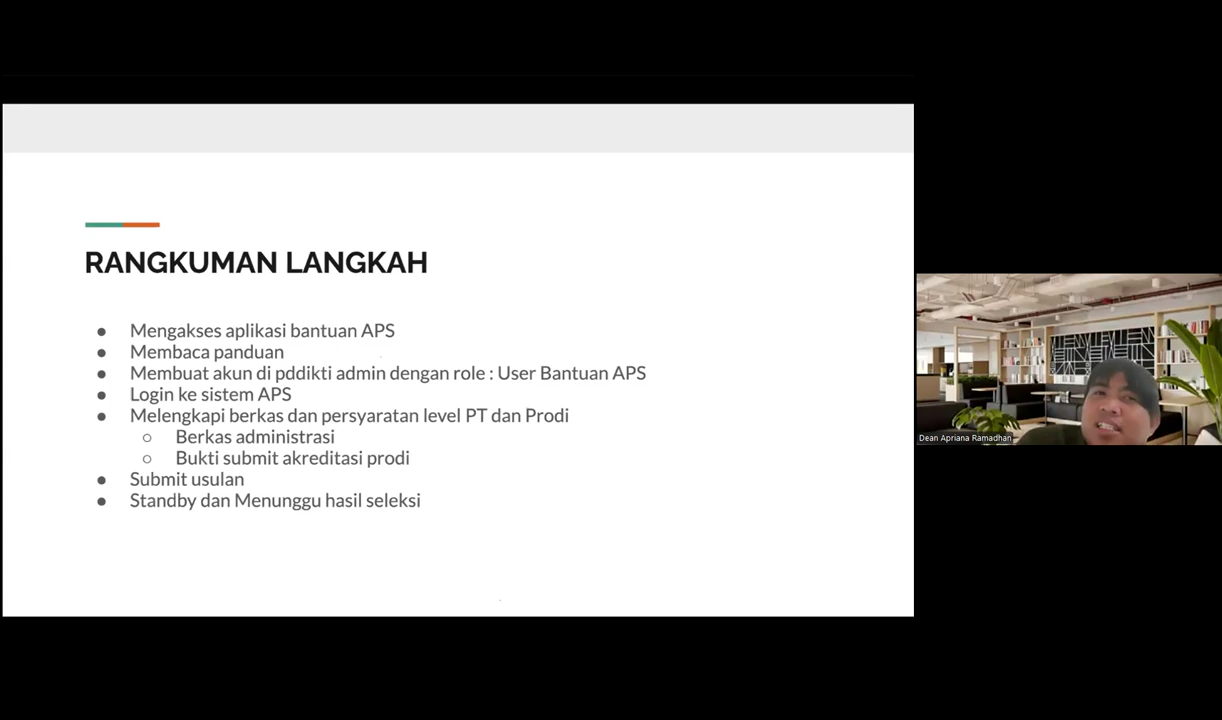 RANGKUMAN LANGKAH
● Mengakses aplikasi bantuan APS
● Membaca panduan
● Membuat akun di pddikti admin dengan role : User Bantuan APS
● Login ke sistem APS
● Melengkapi berkas dan persyaratan level PT dan Prodi
○ Berkas administrasi
○ Bukti submit akreditasi prodi
● Submit usulan
● Standby dan Menunggu hasil seleksi
Dean Apriana Ramadhan